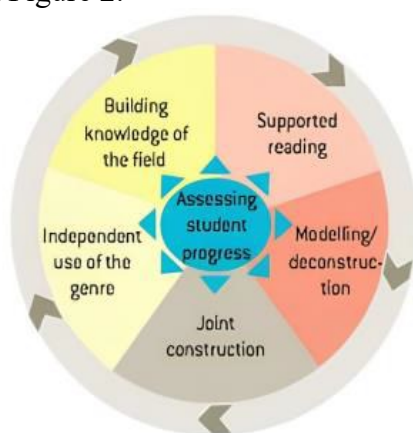 Figure 2.
Building
knowledge of
the field
Supported
reading
Modelling/
deconstruc-
tion
Joint
construction
Independent
use of the
genre
Assessing
student
progress